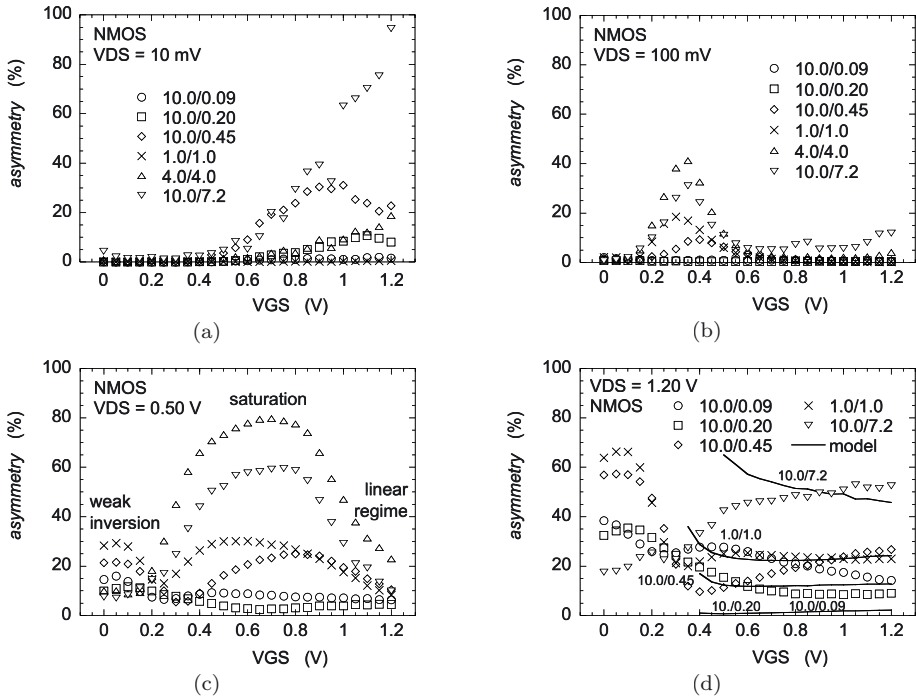 100
80
60
40
20
0
asymmetry (%)
NMOS
VDS = 10 mV
10.0/0.09
10.0/0.20
10.0/0.45
1.0/1.0
4.0/4.0
10.0/7.2
0 0.2 0.4 0.6 0.8 1 1.2
VGS (V)
(a)
100
80
60
40
20
0
asymmetry (%)
NMOS
VDS = 100 mV
10.0/0.09
10.0/0.20
10.0/0.45
1.0/1.0
4.0/4.0
10.0/7.2
0 0.2 0.4 0.6 0.8 1 1.2
VGS (V)
(b)
100
80
60
40
20
0
asymmetry (%)
NMOS
VDS = 0.50 V
saturation
weak
inversion
linear
regime
0 0.2 0.4 0.6 0.8 1 1.2
VGS (V)
(c)
100
80
60
40
20
0
asymmetry (%)
VDS = 1.20 V
NMOS
10.0/0.09
10.0/0.20
10.0/0.45
1.0/1.0
10.0/7.2
model
10.0/7.2
1.0/1.0
10.0/0.45
10./0.20
10.0/0.09
0 0.2 0.4 0.6 0.8 1 1.2
VGS (V)
(d)